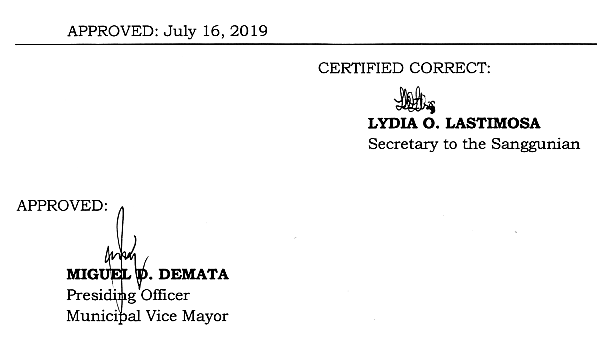 APPROVED: July 16, 2019
CERTIFIED CORRECT:
LYDIA O. LASTIMOSA
Secretary to the Sanggunian
APPROVED:
MIGUEL D. DEMATA
Presiding Officer
Municipal Vice Mayor